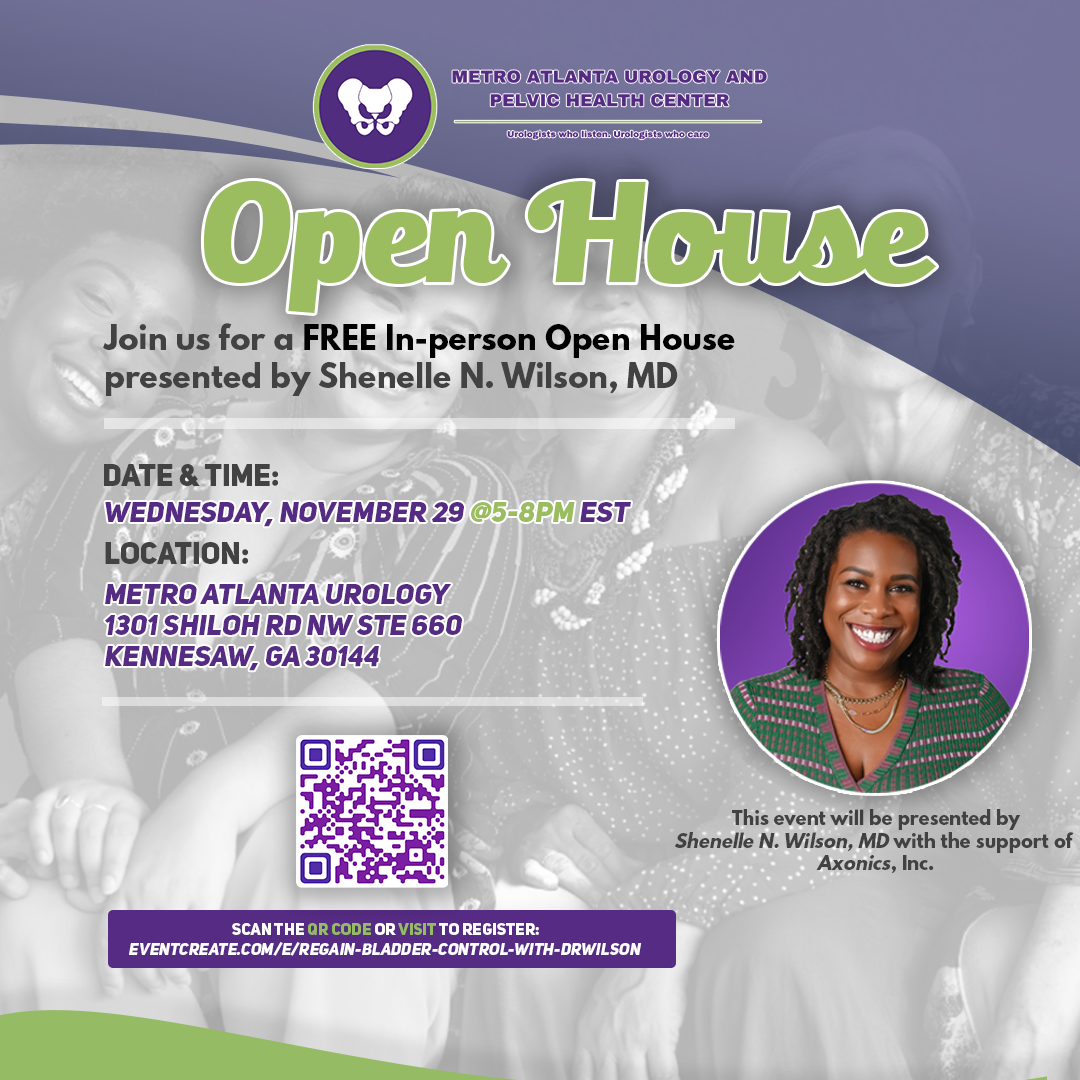 METRO ATLANTA UROLOGY AND
PELVIC HEALTH CENTER
Urologists who listen. Urologists who care
Open House
Join us for a FREE In-person Open House
presented by Shenelle N. Wilson, MD
DATE & TIME:
WEDNESDAY, NOVEMBER 29 @5-8PM EST
LOCATION:
METRO ATLANTA UROLOGY
1301 SHILOH RD NW STE 660
KENNESAW, GA 30144
This event will be presented by
Shenelle N. Wilson, MD with the support of
Axonics, Inc.
SCAN THE QR CODE OR VISIT TO REGISTER:
EVENTCREATE.COM/E/REGAIN-BLADDER-CONTROL-WITH-DRWILSON